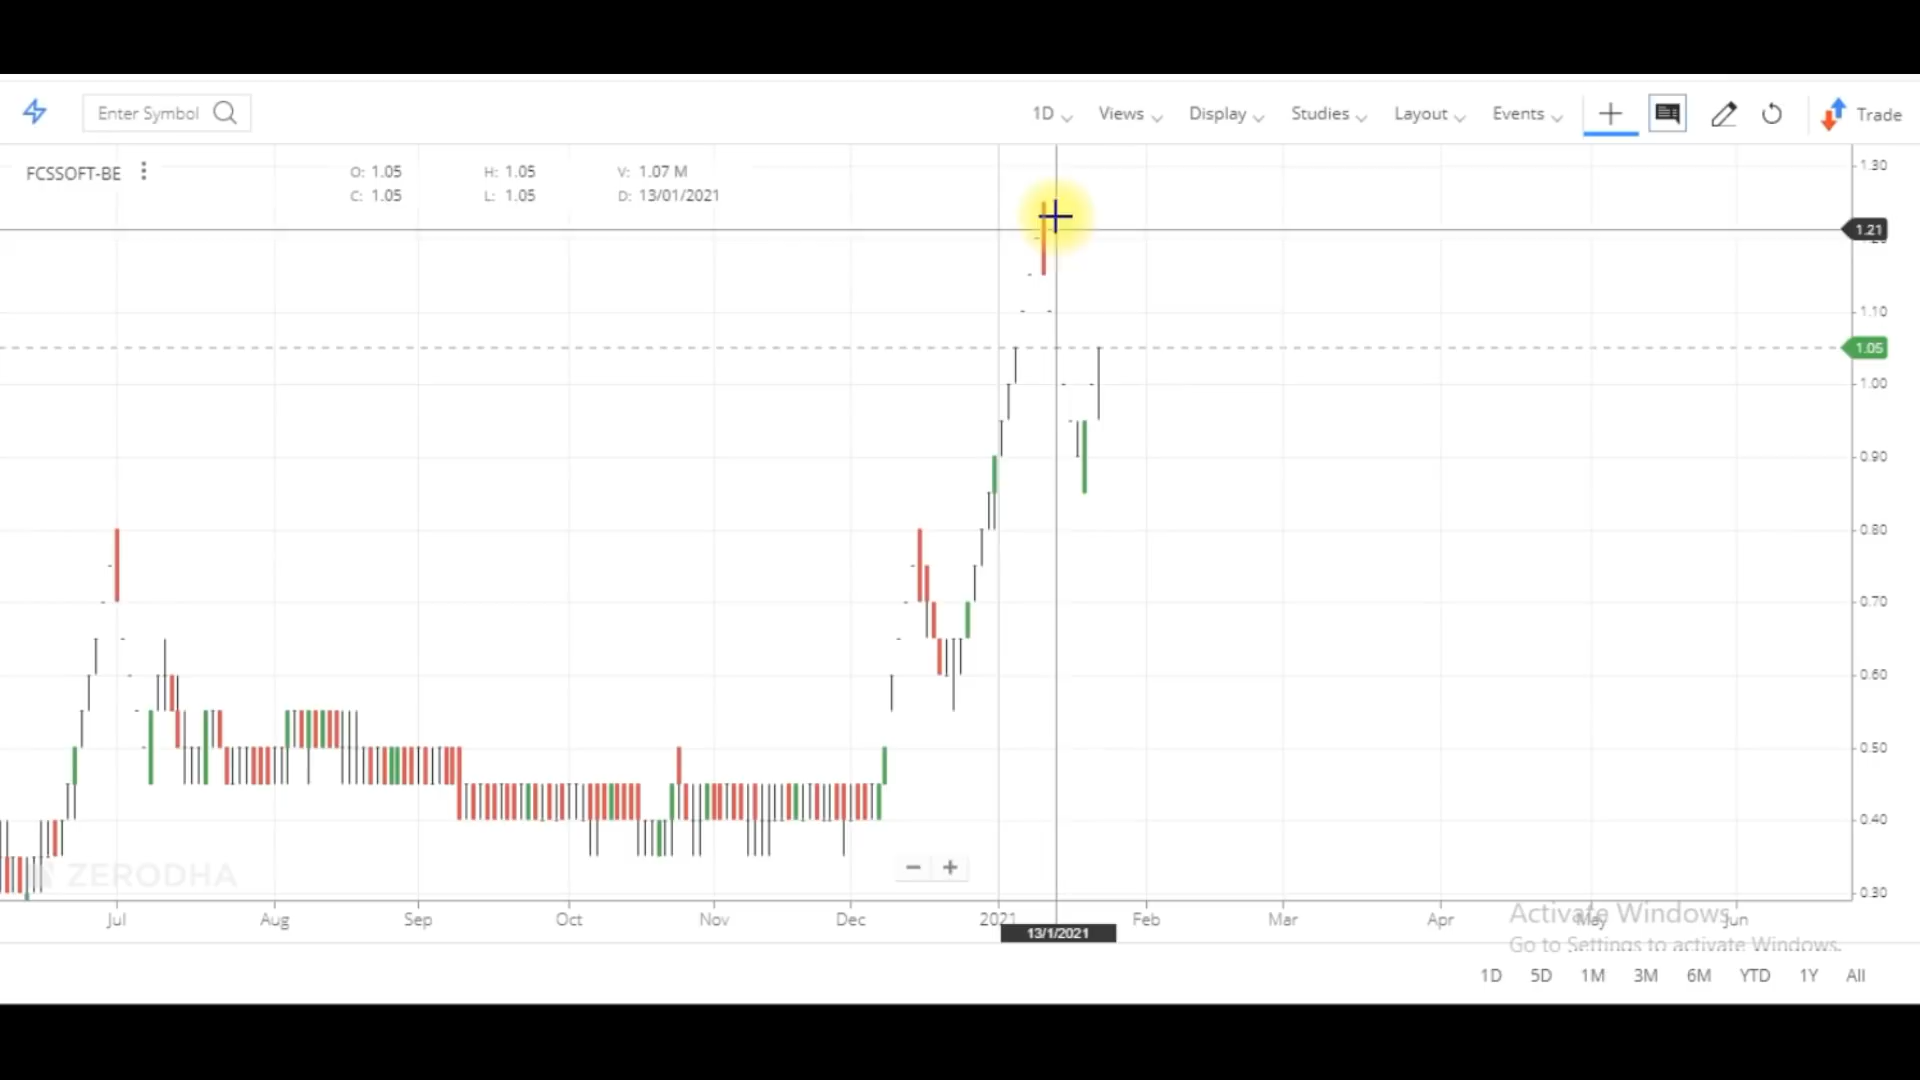 Enter Symbol
1D Views Display Studies Layout Events Trade
FCSSOFT-BE
O: 1.05 H: 1.05 V: 1.07 M
C: 1.05 L: 1.05 D: 13/01/2021
1.30
1.21
1.10
1.05
1.00
0.90
0.80
0.70
0.60
0.50
0.40
0.30
ZERODHA
Jul Aug Sep Oct Nov Dec 2021 Feb Mar Apr May Jun
13/1/2021
Activate Windows
Go to Settings to activate Windows.
1D 5D 1M 3M 6M YTD 1Y All